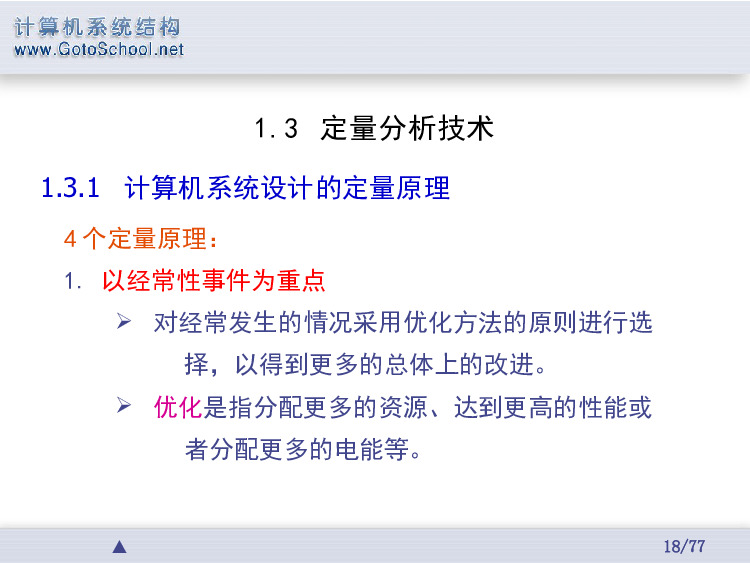 计算机系统结构
www.GotoSchool.net
1.3 定量分析技术
1.3.1 计算机系统设计的定量原理
4个定量原理：
1. 以经常性事件为重点
➢ 对经常发生的情况采用优化方法的原则进行选
择，以得到更多的总体上的改进。
➢ 优化是指分配更多的资源、达到更高的性能或
者分配更多的电能等。
▲ 18/77